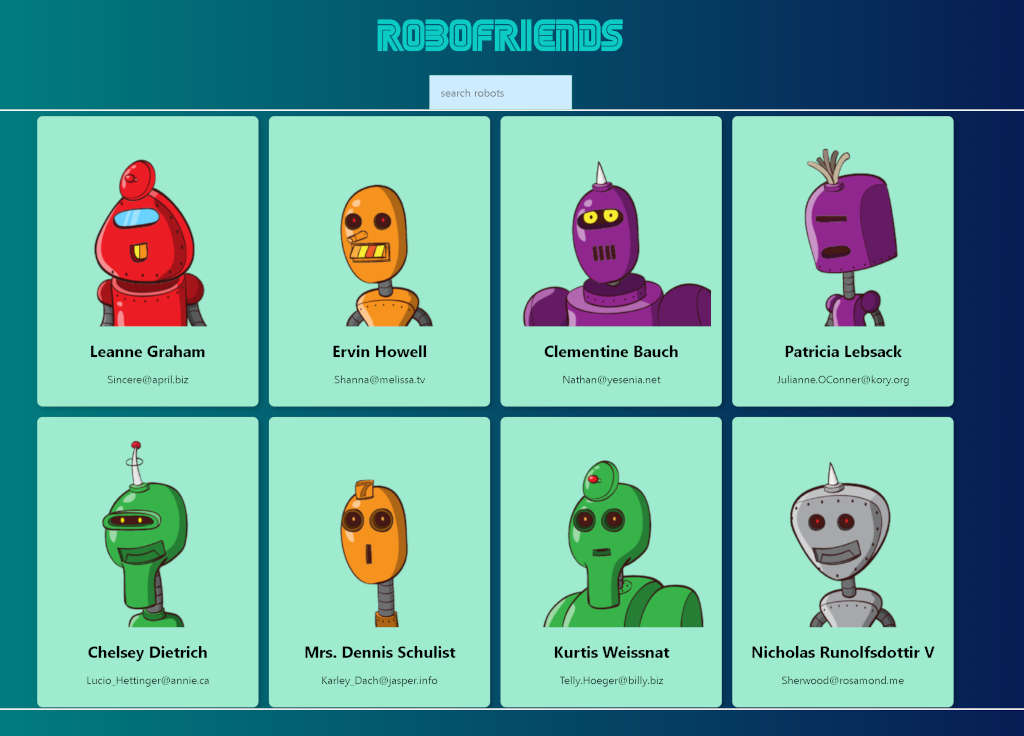 ROBOFRIENDS
search robots
Leanne Graham
Sincere@april.biz
Ervin Howell
Shanna@melissa.tv
Clementine Bauch
Nathan@yesenia.net
Patricia Lebsack
Julianne.OConner@kory.org
7
Chelsey Dietrich
Lucio_Hettinger@annie.ca
Mrs. Dennis Schulist
Karley_Dach@jasper.info
Kurtis Weissnat
Telly.Hoeger@billy.biz
Nicholas Runolfsdottir V
Sherwood@rosamond.me